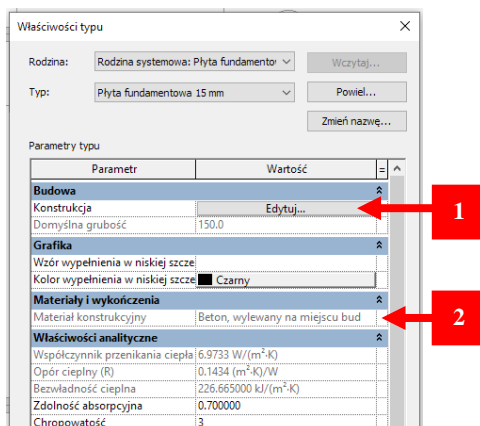 Właściwości typu
Rodzina: Rodzina systemowa: Płyta fundamentov Wczytaj...
Typ: Płyta fundamentowa 15 mm Powiel...
Zmień nazwę...
Parametry typu
Parametr Wartość =
Budowa
Konstrukcja Edytuj... 1
Domyślna grubość 150.0
Grafika
Wzór wypełnienia w niskiej szcze
Kolor wypełnienia w niskiej szcze Czarny
Materiały i wykończenia
Materiał konstrukcyjny Beton, wylewany na miejscu bud 2
Właściwości analityczne
Współczynnik przenikania ciepła 6.9733 W/(m²·K)
Opór cieplny (R) 0.1434 (m²·K)/W
Bezwładność cieplna 226.665000 kJ/(m²·K)
Zdolność absorpcyjna 0.700000
Chropowatość 3